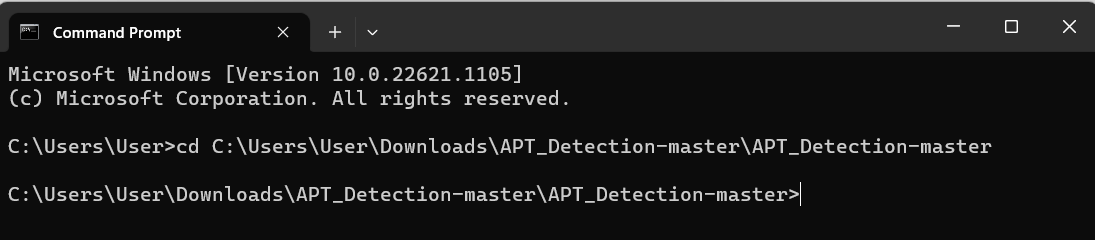 Command Prompt
Microsoft Windows [Version 10.0.22621.1105]
(c) Microsoft Corporation. All rights reserved.
C:\Users\User>cd C:\Users\User\Downloads\APT_Detection-master\APT_Detection-master
C:\Users\User\Downloads\APT_Detection-master\APT_Detection-master>